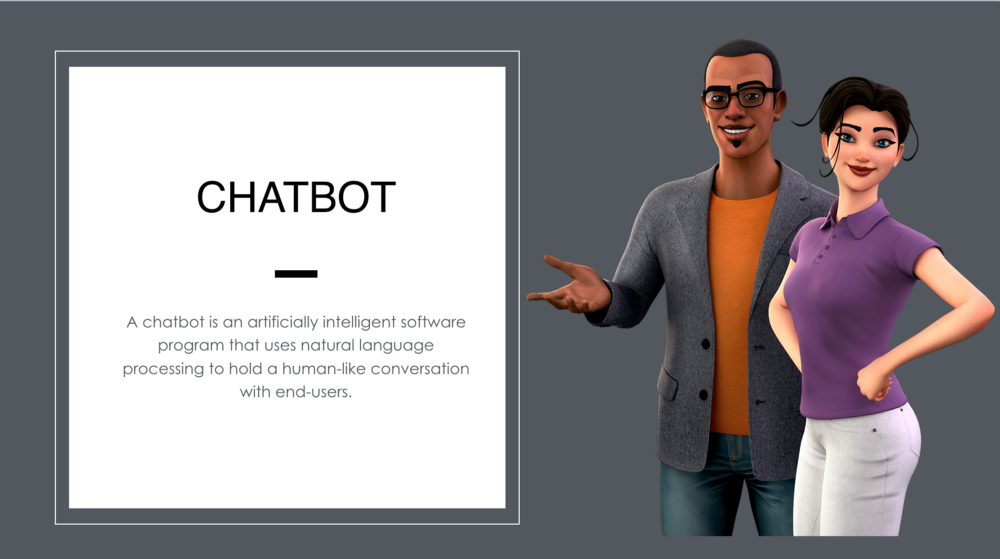 CHATBOT
A chatbot is an artificially intelligent software
program that uses natural language
processing to hold a human-like conversation
with end-users.